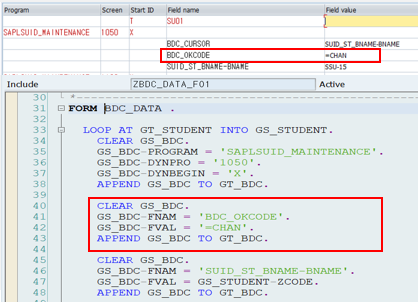 Program Screen Start ID Field name Field value
T SU01
SAPLSUID_MAINTENANCE 1050 X
BDC_CURSOR SUID_ST_BNAME-BNAME
BDC_OKCODE =CHAN
SUID_ST_BNAME-BNAME SSU-15
Include ZBDC_DATA_F01 Active
30 *
31 FORM BDC_DATA .
32
33 LOOP AT GT_STUDENT INTO GS_STUDENT.
34 CLEAR GS_BDC.
35 GS_BDC-PROGRAM = 'SAPLSUID_MAINTENANCE'.
36 GS_BDC-DYNPRO = '1050'.
37 GS_BDC-DYNBEGIN = 'X'.
38 APPEND GS_BDC TO GT_BDC.
39
40 CLEAR GS_BDC.
41 GS_BDC-FNAM = 'BDC_OKCODE'.
42 GS_BDC-FVAL = '=CHAN'.
43 APPEND GS_BDC TO GT_BDC.
44
45 CLEAR GS_BDC.
46 GS_BDC-FNAM = 'SUID_ST_BNAME-BNAME'.
47 GS_BDC-FVAL = GS_STUDENT-ZCODE.
48 APPEND GS_BDC TO GT_BDC.